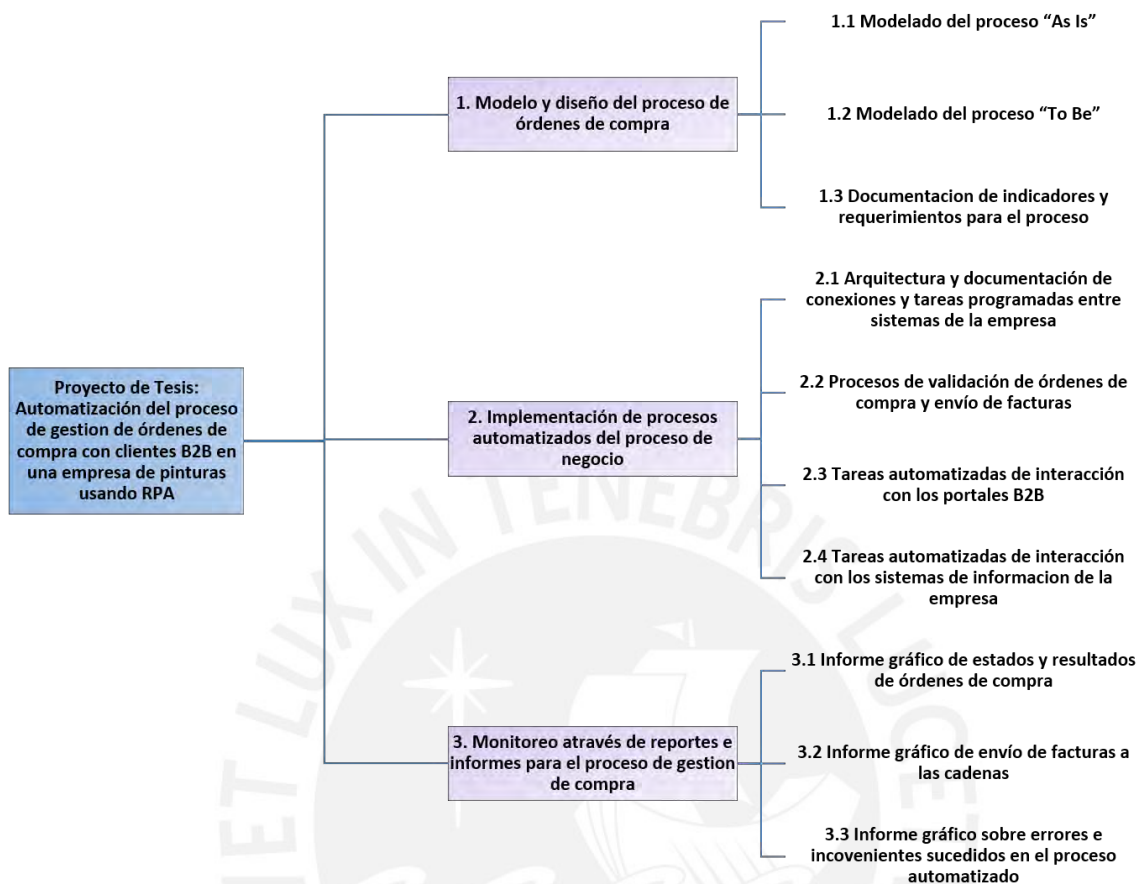 Proyecto de Tesis:
Automatización del proceso
de gestion de órdenes de
compra con clientes B2B en
una empresa de pinturas
usando RPA
1. Modelo y diseño del proceso de
órdenes de compra
1.1 Modelado del proceso “As Is”
1.2 Modelado del proceso “To Be”
1.3 Documentacion de indicadores y
requerimientos para el proceso
2. Implementación de procesos
automatizados del proceso de
negocio
2.1 Arquitectura y documentación de
conexiones y tareas programadas entre
sistemas de la empresa
2.2 Procesos de validación de órdenes de
compra y envío de facturas
2.3 Tareas automatizadas de interacción
con los portales B2B
2.4 Tareas automatizadas de interacción
con los sistemas de informacion de la
empresa
3. Monitoreo através de reportes e
informes para el proceso de gestion
de compra
3.1 Informe gráfico de estados y resultados
de órdenes de compra
3.2 Informe gráfico de envío de facturas a
las cadenas
3.3 Informe gráfico sobre errores e
incovenientes sucedidos en el proceso
automatizado
ET LUX IN TENEBRIS LUCET